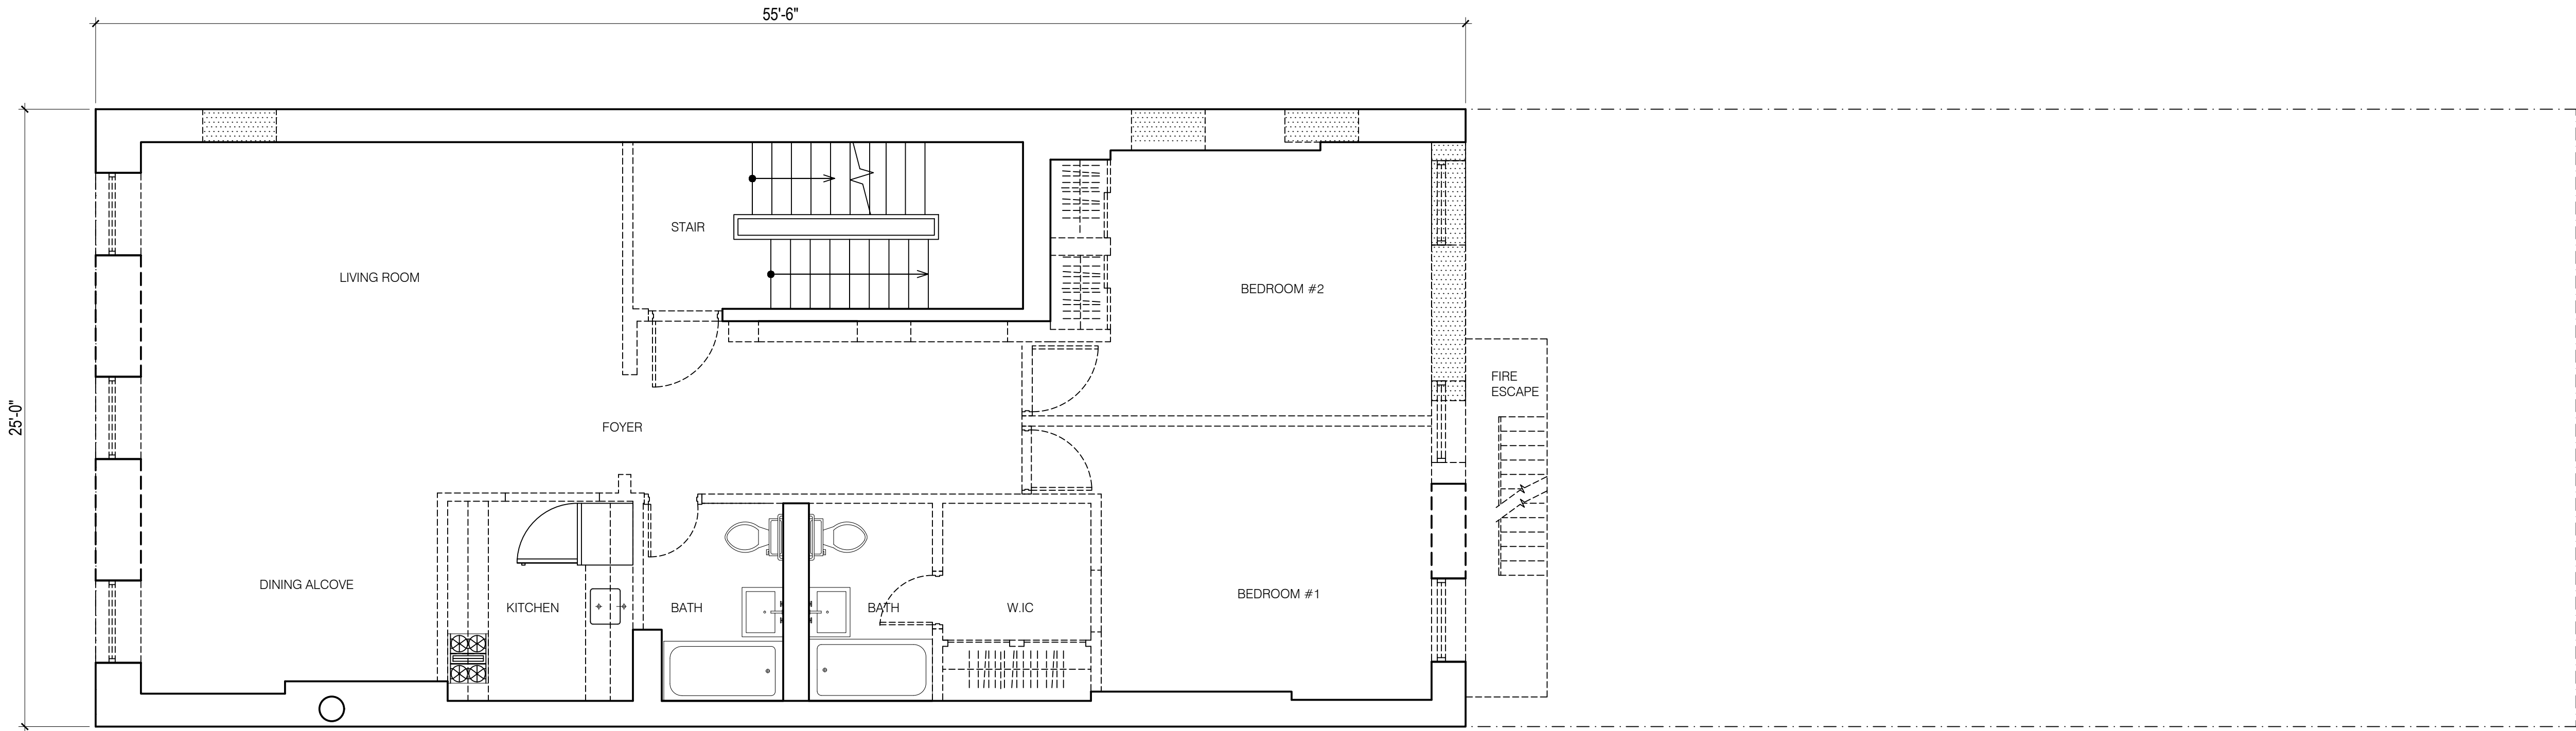 55'-6"
STAIR
LIVING ROOM
BEDROOM #2
FIRE
ESCAPE
25'-0"
FOYER
DINING ALCOVE
KITCHEN
BATH
BATH
W.IC
BEDROOM #1